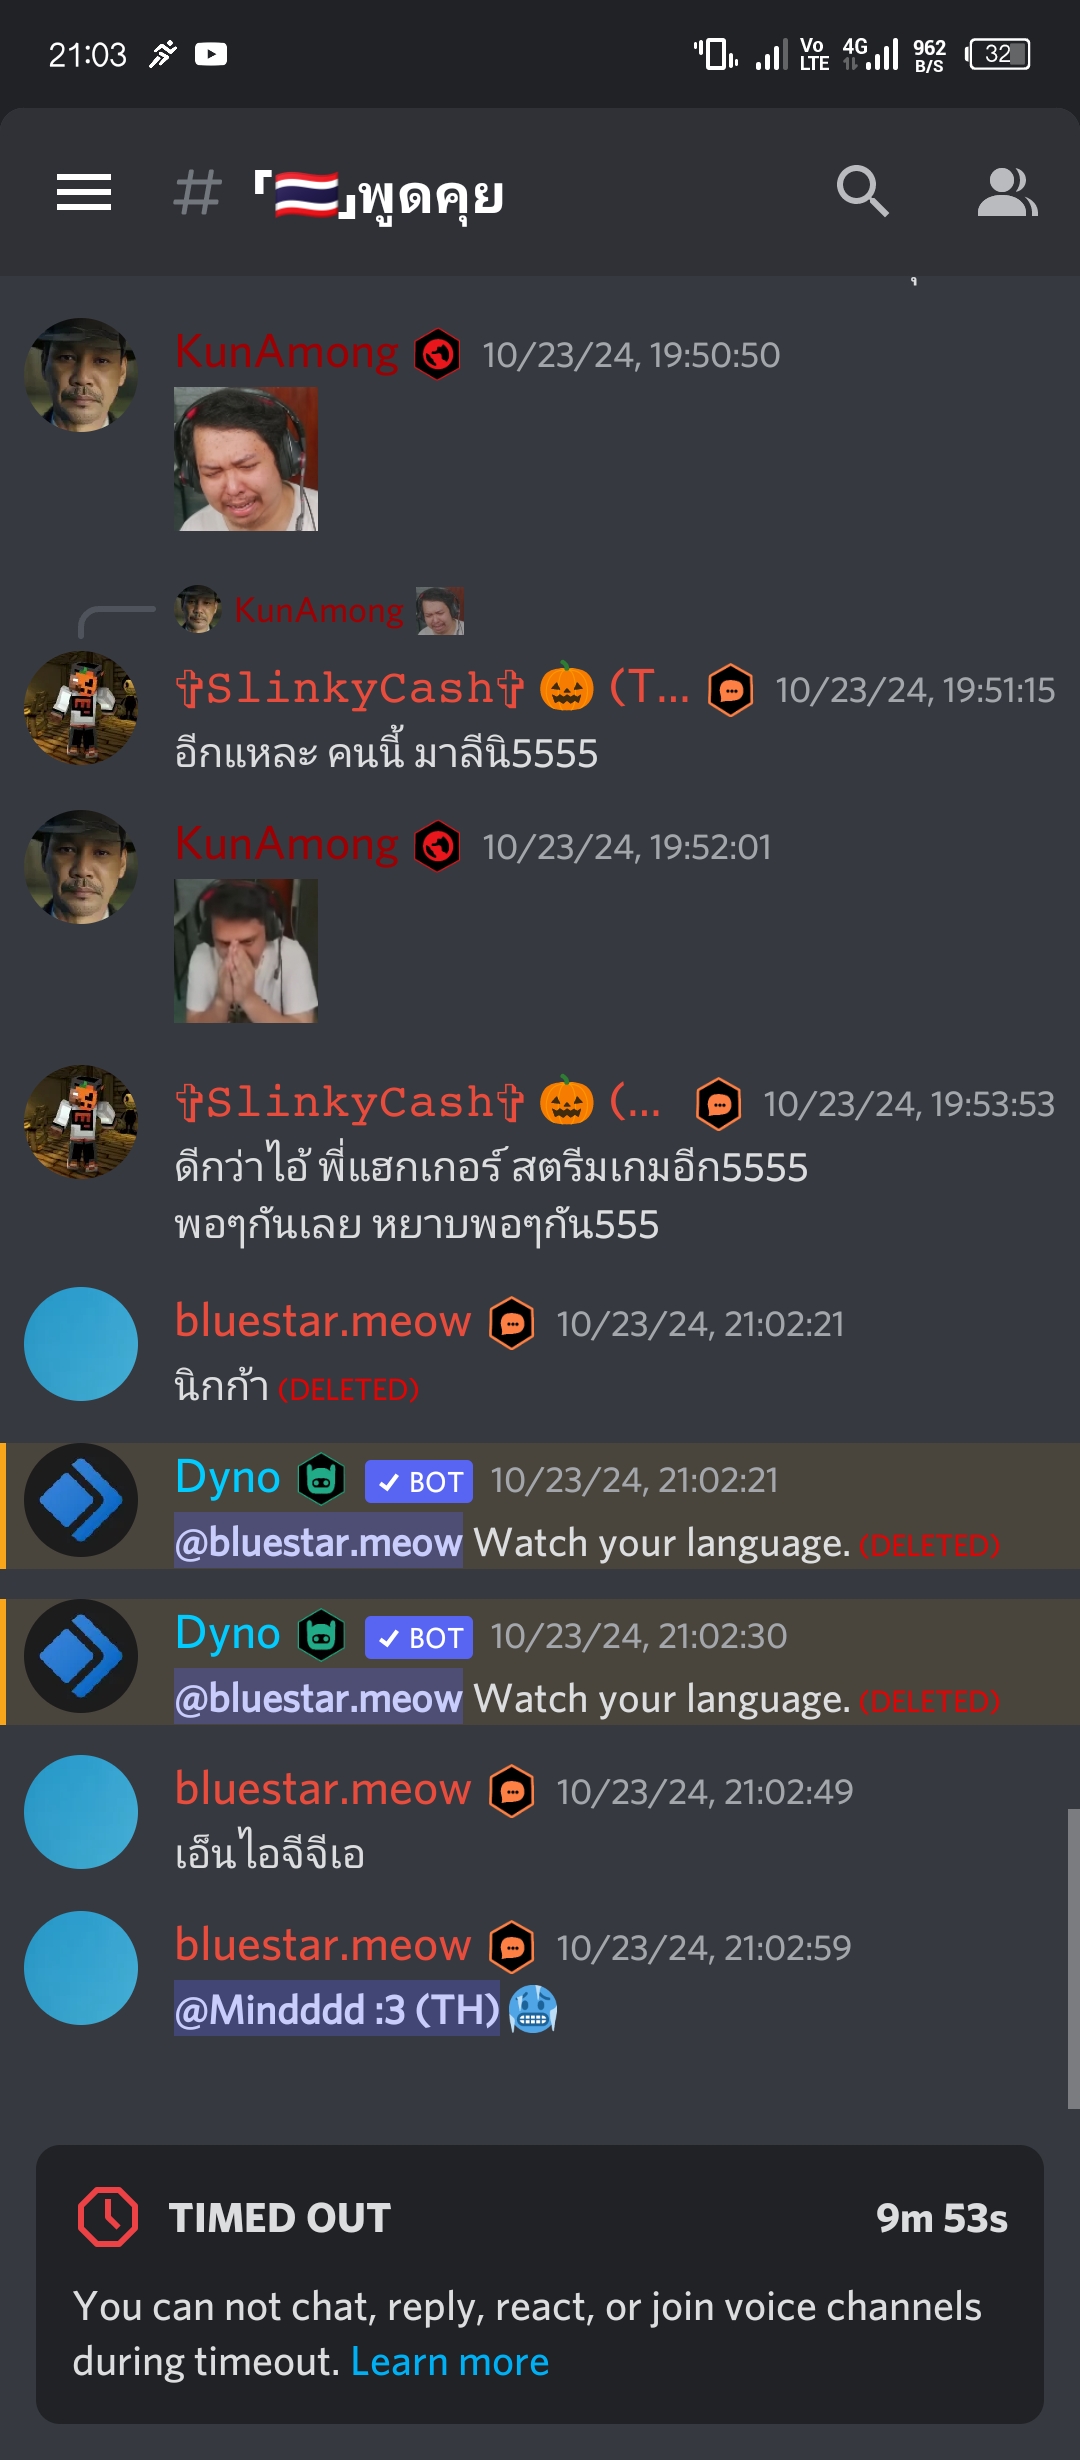 21:03 Vo LTE 4G 962 B/S 32
# 「🇹🇭」พูดคุย
KunAmong 10/23/24, 19:50:50
KunAmong
✞SlinkyCash✞ 🎃 (T... 10/23/24, 19:51:15
อีกแหละ คนนี้ มาลีนิ5555
KunAmong 10/23/24, 19:52:01
✞SlinkyCash✞ 🎃 (... 10/23/24, 19:53:53
ดีกว่าไอ้ พี่แฮกเกอร์ สตรีมเกมอีก5555
พอๆกันเลย หยาบพอๆกัน555
bluestar.meow 10/23/24, 21:02:21
นิกก้า (DELETED)
Dyno ✓ BOT 10/23/24, 21:02:21
@bluestar.meow Watch your language. (DELETED)
Dyno ✓ BOT 10/23/24, 21:02:30
@bluestar.meow Watch your language. (DELETED)
bluestar.meow 10/23/24, 21:02:49
เอ็นไอจีจีเอ
bluestar.meow 10/23/24, 21:02:59
@Mindddd :3 (TH) 🥶
TIMED OUT 9m 53s
You can not chat, reply, react, or join voice channels
during timeout. Learn more